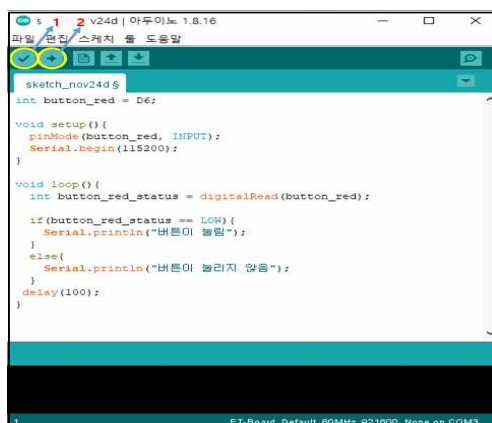 s 1 2 v24d | 아두이노 1.8.16
파일 편집 스케치 툴 도움말
sketch_nov24d §
int button_red = D6;
void setup(){
pinMode(button_red, INPUT);
Serial.begin(115200);
}
void loop(){
int button_red_status = digitalRead(button_red);
if(button_red_status == LOW){
Serial.println("버튼이 눌림");
}
else{
Serial.println("버튼이 눌리지 않음");
}
delay(100);
}
1 ET-Board, Default, 80MHz, 921600, None on COM3